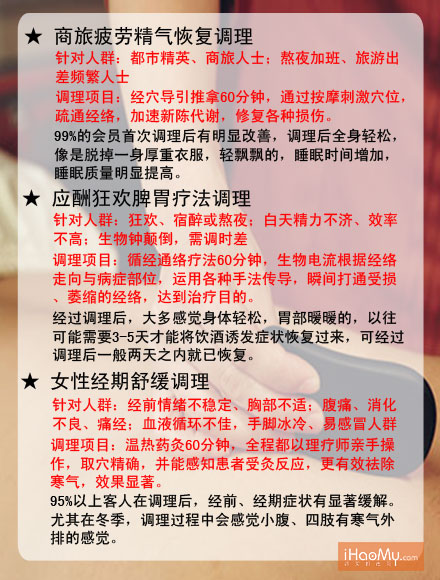 ★ 商旅疲劳精气恢复调理
针对人群：都市精英、商旅人士；熬夜加班、旅游出
差频繁人士
调理项目：经穴导引推拿60分钟，通过按摩刺激穴位，
疏通经络，加速新陈代谢，修复各种损伤。
99%的会员首次调理后有明显改善，调理后全身轻松，
像是脱掉一身厚重衣服，轻飘飘的，睡眠时间增加，
睡眠质量明显提高。
★ 应酬狂欢脾胃疗法调理
针对人群：狂欢、宿醉或熬夜；白天精力不济、效率
不高；生物钟颠倒，需调时差
调理项目：循经通络疗法60分钟，生物电流根据经络
走向与病症部位，运用各种手法传导，瞬间打通受损
、萎缩的经络，达到治疗目的。
经过调理后，大多感觉身体轻松，胃部暖暖的，以往
可能需要3-5天才能将饮酒诱发症状恢复过来，可经过
调理后一般两天之内就已恢复。
★ 女性经期舒缓调理
针对人群：经前情绪不稳定、胸部不适；腹痛、消化
不良、痛经；血液循环不佳，手脚冰冷、易感冒人群
调理项目：温热药灸60分钟，全程都以理疗师亲手操
作，取穴精确，并能感知患者受灸反应，更有效祛除
寒气，效果显著。
95%以上客人在调理后，经前、经期症状有显著缓解。
尤其在冬季，调理过程中会感觉小腹、四肢有寒气外
排的感觉。
iHaoMy.com